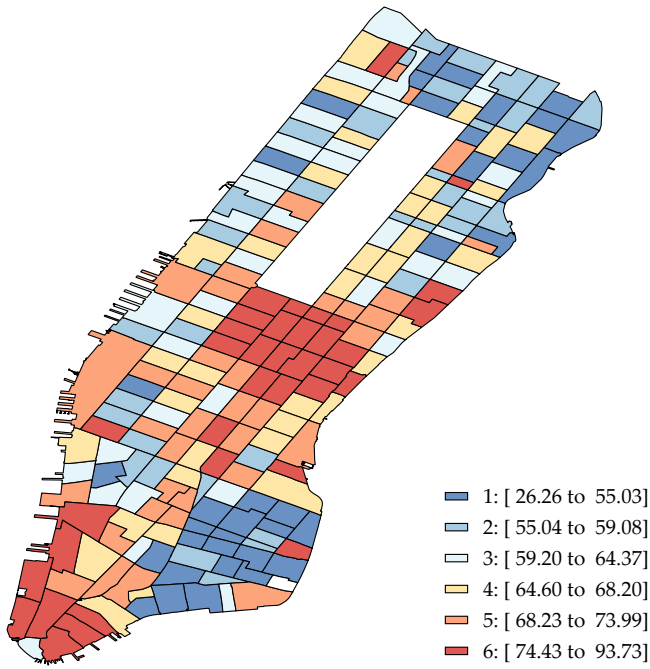 1: [ 26.26 to 55.03]
2: [ 55.04 to 59.08]
3: [ 59.20 to 64.37]
4: [ 64.60 to 68.20]
5: [ 68.23 to 73.99]
6: [ 74.43 to 93.73]